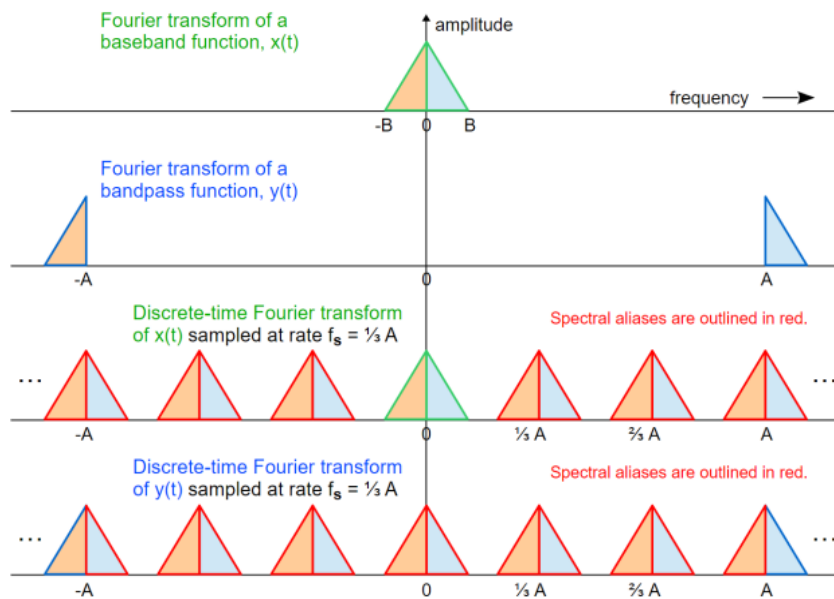 Fourier transform of a
baseband function, x(t)
amplitude
frequency
-B 0 B
Fourier transform of a
bandpass function, y(t)
-A 0 A
Discrete-time Fourier transform
of x(t) sampled at rate fs = ⅓ A
Spectral aliases are outlined in red.
... ...
-A 0 ⅓ A ⅔ A A
Discrete-time Fourier transform
of y(t) sampled at rate fs = ⅓ A
Spectral aliases are outlined in red.
... ...
-A 0 ⅓ A ⅔ A A